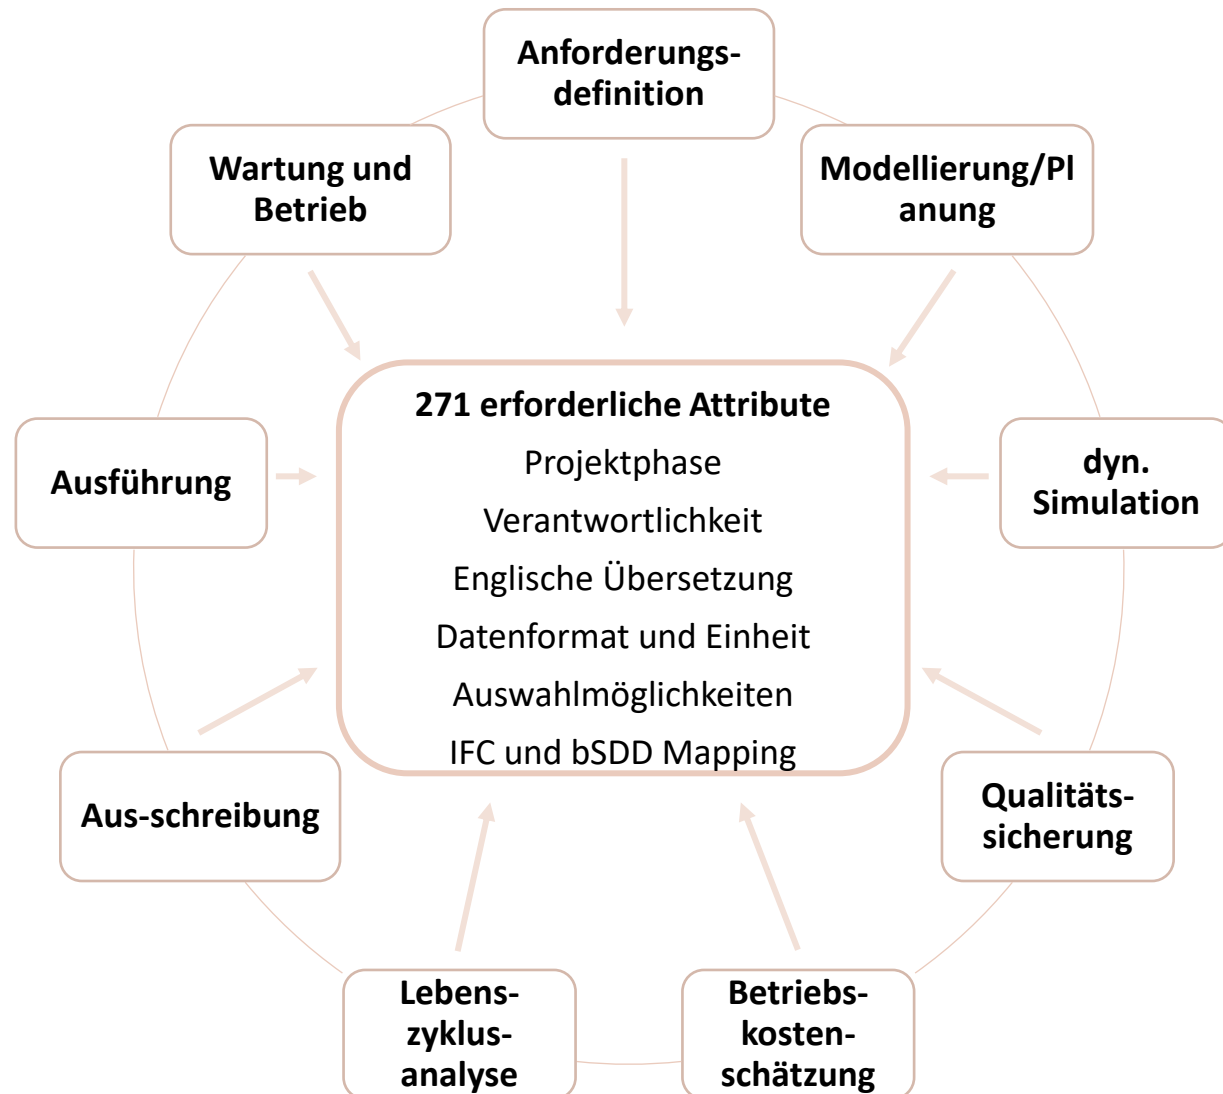 Anforderungs-
definition
Modellierung/Pl
anung
dyn.
Simulation
Qualitäts-
sicherung
Betriebs-
kosten-
schätzung
Lebens-
zyklus-
analyse
Aus-schreibung
Ausführung
Wartung und
Betrieb
271 erforderliche Attribute
Projektphase
Verantwortlichkeit
Englische Übersetzung
Datenformat und Einheit
Auswahlmöglichkeiten
IFC und bSDD Mapping